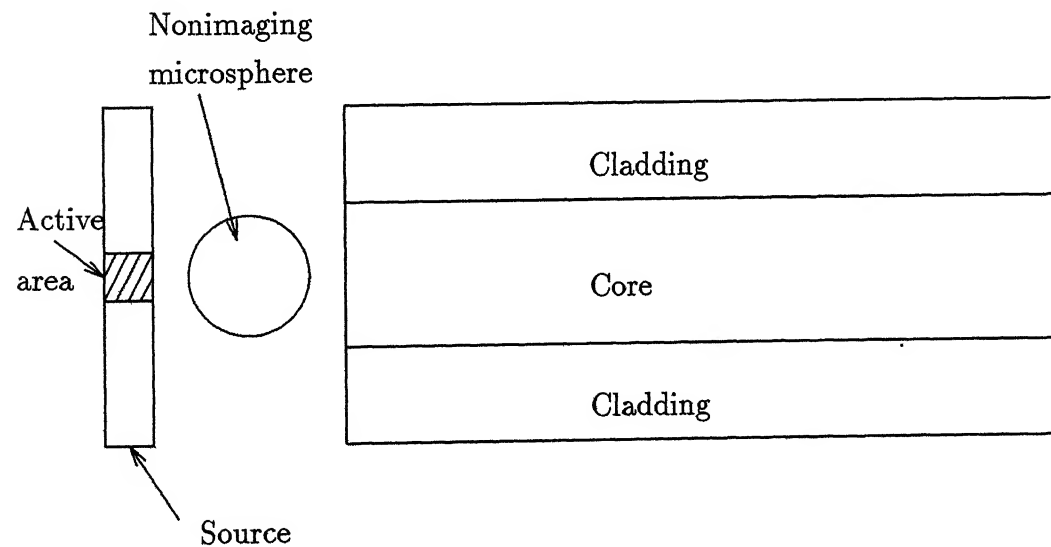 Nonimaging
microsphere
Cladding
Active
area
Core
Cladding
Source